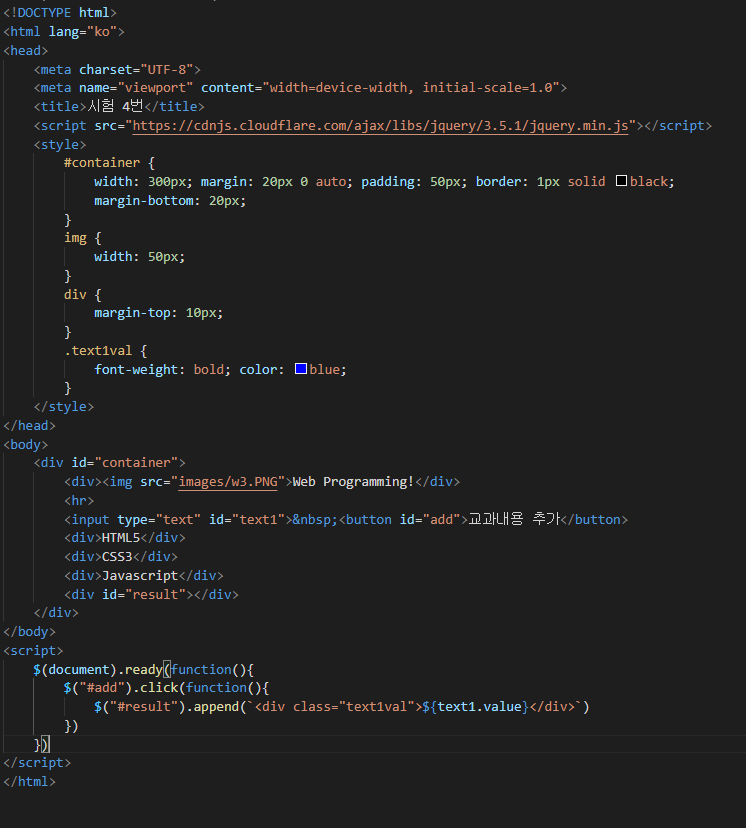 <!DOCTYPE html>
<html lang="ko">
<head>
    <meta charset="UTF-8">
    <meta name="viewport" content="width=device-width, initial-scale=1.0">
    <title>시험 4번</title>
    <script src="https://cdnjs.cloudflare.com/ajax/libs/jquery/3.5.1/jquery.min.js"></script>
    <style>
        #container {
            width: 300px; margin: 20px 0 auto; padding: 50px; border: 1px solid black;
            margin-bottom: 20px;
        }
        img {
            width: 50px;
        }
        div {
            margin-top: 10px;
        }
        .text1val {
            font-weight: bold; color: blue;
        }
    </style>
</head>
<body>
    <div id="container">
        <div><img src="images/w3.PNG">Web Programming!</div>
        <hr>
        <input type="text" id="text1">&nbsp;<button id="add">교과내용 추가</button>
        <div>HTML5</div>
        <div>CSS3</div>
        <div>Javascript</div>
        <div id="result"></div>
    </div>
</body>
<script>
    $(document).ready(function(){
        $("#add").click(function(){
            $("#result").append(`<div class="text1val">${text1.value}</div>`)
        })
    })
</script>
</html>